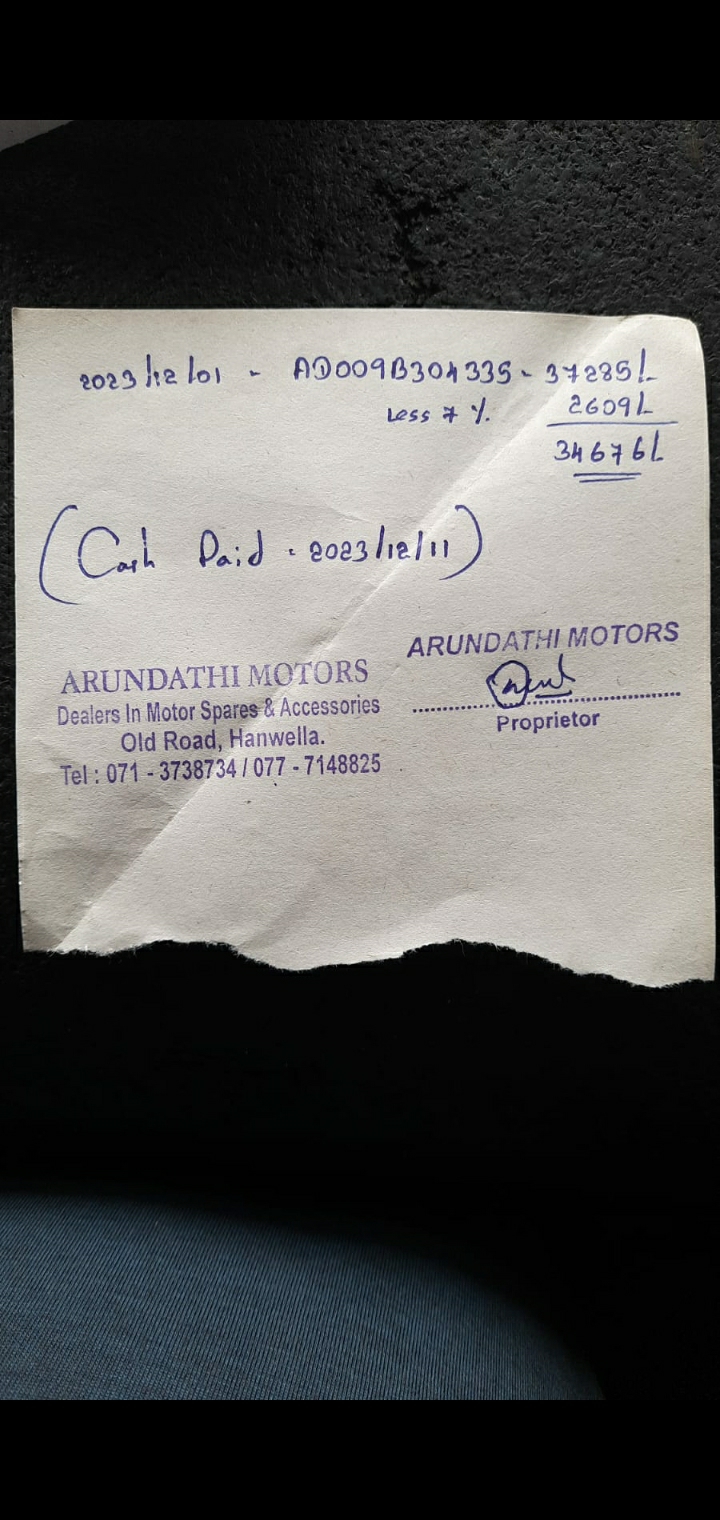 2023/12/01 - AD009B304335 - 37285/-
Less 7 %. 2609/-
34676/-
(Cash Paid : 2023/12/11)
ARUNDATHI MOTORS
Dealers In Motor Spares & Accessories
Old Road, Hanwella.
Tel : 071 - 3738734 / 077 - 7148825
ARUNDATHI MOTORS
Proprietor